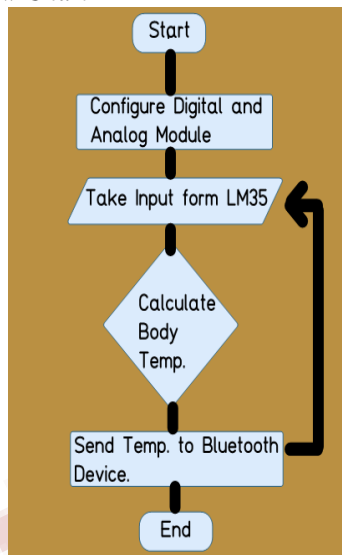 Start
Configure Digital and
Analog Module
Take Input form LM35
Calculate
Body
Temp.
Send Temp. to Bluetooth
Device.
End